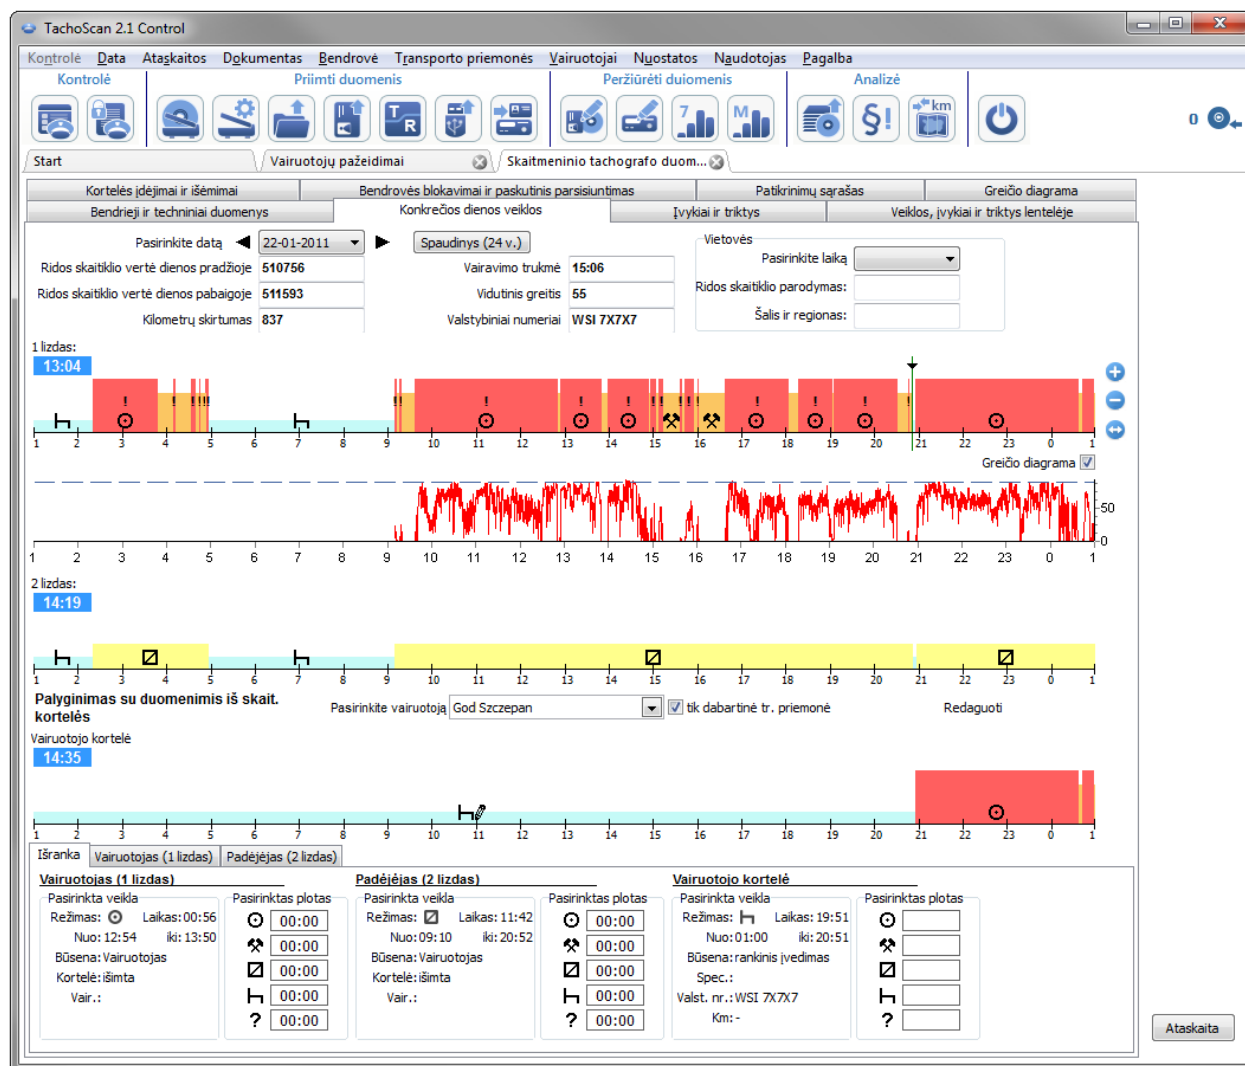 TachoScan 2.1 Control
Kontrolė Data Ataskaitos Dokumentas Bendrovė Transporto priemonės Vairuotojai Nuostatos Naudotojas Pagalba
Kontrolė Priimti duomenis Peržiūrėti duiomenis Analizė
T R 7 M §! km 0
Start Vairuotojų pažeidimai Skaitmeninio tachografo duom...
Kortelės įdėjimai ir išėmimai Bendrovės blokavimai ir paskutinis parsisiuntimas Patikrinimų sąrašas Greičio diagrama
Bendrieji ir techniniai duomenys Konkrečios dienos veiklos Įvykiai ir triktys Veiklos, įvykiai ir triktys lentelėje
Pasirinkite datą 22-01-2011 Spaudinys (24 v.) Vietovės
Pasirinkite laiką
Ridos skaitiklio vertė dienos pradžioje 510756 Vairavimo trukmė 15:06
Ridos skaitiklio vertė dienos pabaigoje 511593 Vidutinis greitis 55 Ridos skaitiklio parodymas:
Kilometrų skirtumas 837 Valstybiniai numeriai WSI 7X7X7 Šalis ir regionas:
1 lizdas:
13:04
! ! ! ! ! ! ! ! ! ! ! ! ! ! ! ! ! ! !
1 2 3 4 5 6 7 8 9 10 11 12 13 14 15 16 17 18 19 20 21 22 23 0 1
Greičio diagrama
50
0
1 2 3 4 5 6 7 8 9 10 11 12 13 14 15 16 17 18 19 20 21 22 23 0 1
2 lizdas:
14:19
1 2 3 4 5 6 7 8 9 10 11 12 13 14 15 16 17 18 19 20 21 22 23 0 1
Palyginimas su duomenimis iš skait.
kortelės
Pasirinkite vairuotoją God Szczepan tik dabartinė tr. priemonė Redaguoti
Vairuotojo kortelė
14:35
1 2 3 4 5 6 7 8 9 10 11 12 13 14 15 16 17 18 19 20 21 22 23 0 1
Išranka Vairuotojas (1 lizdas) Padėjėjas (2 lizdas)
Vairuotojas (1 lizdas) Padėjėjas (2 lizdas) Vairuotojo kortelė
Pasirinkta veikla Pasirinktas plotas Pasirinkta veikla Pasirinktas plotas Pasirinkta veikla Pasirinktas plotas
Režimas: Laikas: 00:56 00:00 Režimas: Laikas: 11:42 00:00 Režimas: Laikas: 19:51
Nuo: 12:54 iki: 13:50 00:00 Nuo: 09:10 iki: 20:52 00:00 Nuo: 01:00 iki: 20:51
Būsena: Vairuotojas Būsena: Vairuotojas Būsena: rankinis įvedimas
Kortelė: išimta 00:00 Kortelė: išimta 00:00 Spec.:
Vair.: 00:00 Vair.: 00:00 Valst. nr.: WSI 7X7X7
? 00:00 ? 00:00 Km: - ?
Ataskaita